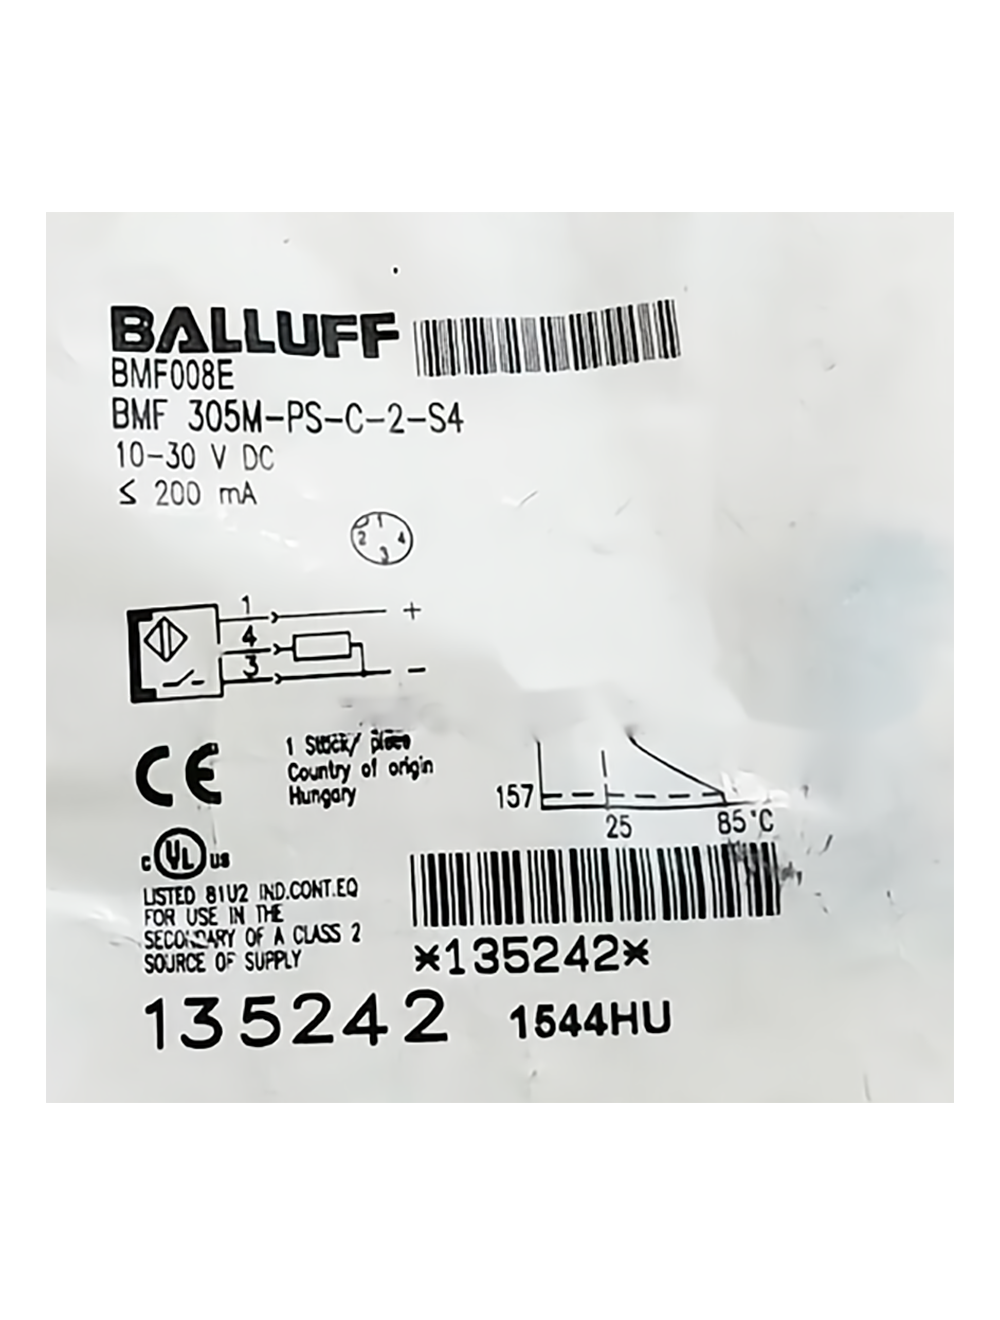 BALLUFF
BMF008E
BMF 305M-PS-C-2-S4
10-30 V DC
≤ 200 mA
1
2 4
3
1 +
4
3 -
CE
1 Stück/ piece
Country of origin
Hungary
157
25 85°C
c UL us
LISTED 81U2 IND.CONT.EQ
FOR USE IN THE
SECONDARY OF A CLASS 2
SOURCE OF SUPPLY
*135242*
135242 1544HU